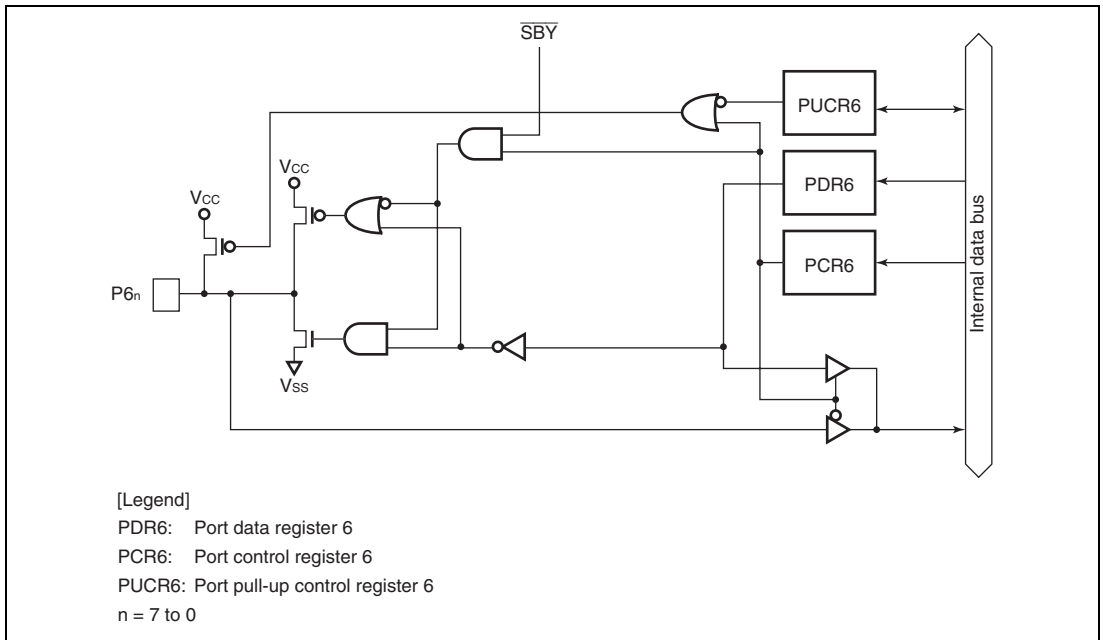 SBY
PUCR6
VCC
PDR6
VCC
PCR6
P6n
VSS
Internal data bus
[Legend]
PDR6: Port data register 6
PCR6: Port control register 6
PUCR6: Port pull-up control register 6
n = 7 to 0